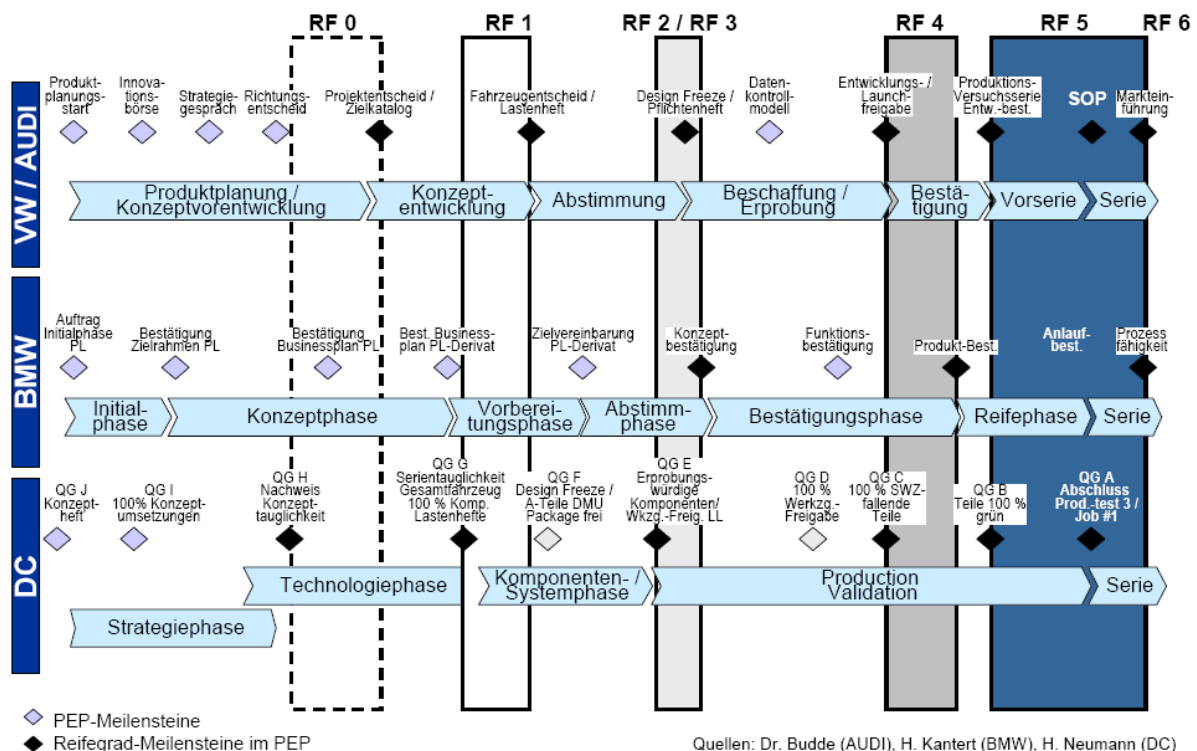 RF 0
RF 1
RF 2 / RF 3
RF 4
RF 5
RF 6
VW / AUDI
Produkt-
planungs-
start
Innova-
tions-
börse
Strategie-
gespräch
Richtungs-
entscheid
Projektentscheid /
Zielkatalog
Fahrzeugentscheid /
Lastenheft
Design Freeze /
Pflichtenheft
Daten-
kontroll-
modell
Entwicklungs- /
Launch-
freigabe
Produktions-
Versuchsserie
Entw.-best.
SOP
Marktein-
führung
Produktplanung /
Konzeptvorentwicklung
Konzept-
entwicklung
Abstimmung
Beschaffung /
Erprobung
Bestä-
tigung
Vorserie
Serie
BMW
Auftrag
Initialphase
PL
Bestätigung
Zielrahmen PL
Bestätigung
Businessplan PL
Best. Business-
plan PL-Derivat
Zielvereinbarung
PL-Derivat
Konzept-
bestätigung
Funktions-
bestätigung
Produkt-Best.
Anlauf-
best.
Prozess
fähigkeit
Initial-
phase
Konzeptphase
Vorberei-
tungsphase
Abstimm-
phase
Bestätigungsphase
Reifephase
Serie
DC
QG J
Konzept-
heft
QG I
100% Konzept-
umsetzungen
QG H
Nachweis
Konzept-
tauglichkeit
QG G
Serientauglichkeit
Gesamtfahrzeug
100 % Komp.
Lastenhefte
QG F
Design Freeze /
A-Teile DMU
Package frei
QG E
Erprobungs-
würdige
Komponenten/
Wkzg.-Freig. LL
QG D
100 %
Werkzg.-
Freigabe
QG C
100 % SWZ-
fallende
Teile
QG B
Teile 100 %
grün
QG A
Abschluss
Prod.-test 3 /
Job #1
Technologiephase
Komponenten-/
Systemphase
Production
Validation
Serie
Strategiephase
PEP-Meilensteine
Reifegrad-Meilensteine im PEP
Quellen: Dr. Budde (AUDI), H. Kantert (BMW), H. Neumann (DC)